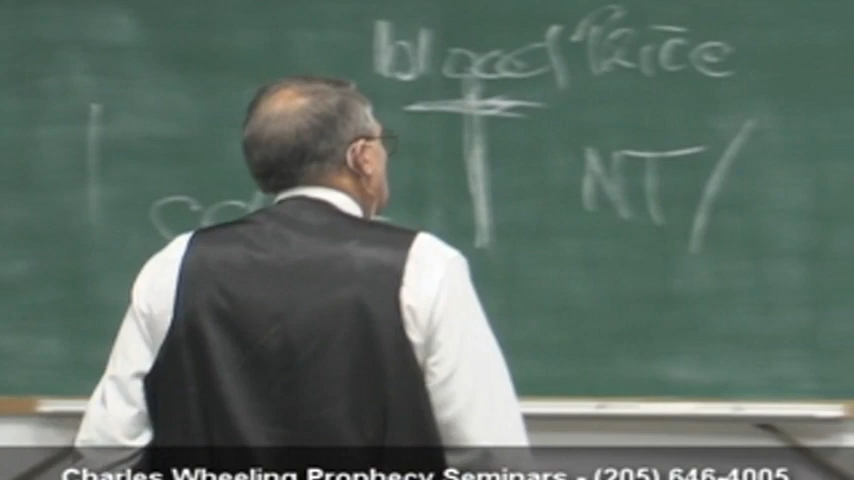 blood Price
NT/
Charles Wheeling Prophecy Seminars - (205) 646-4005